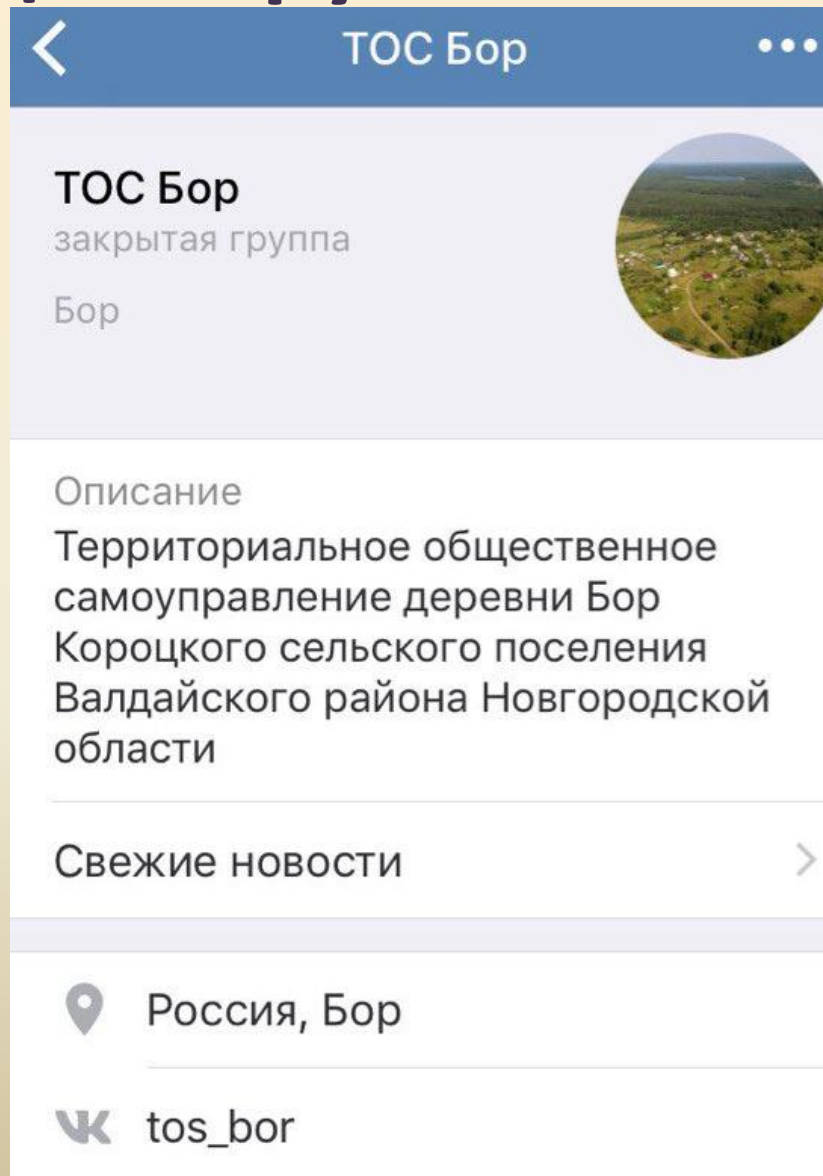 ТОС Бор
ТОС Бор
закрытая группа
Бор
Описание
Территориальное общественное
самоуправление деревни Бор
Короцкого сельского поселения
Валдайского района Новгородской
области
Свежие новости
Россия, Бор
tos_bor